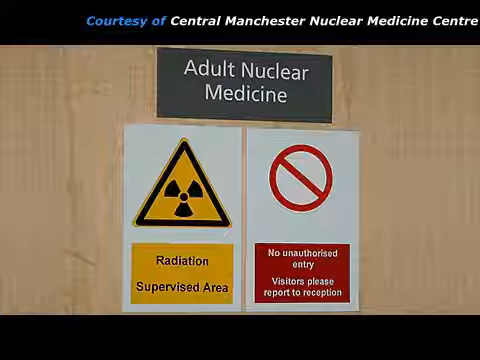 Courtesy of Central Manchester Nuclear Medicine Centre
Adult Nuclear
Medicine
Radiation
Supervised Area
No unauthorised
entry
Visitors please
report to reception